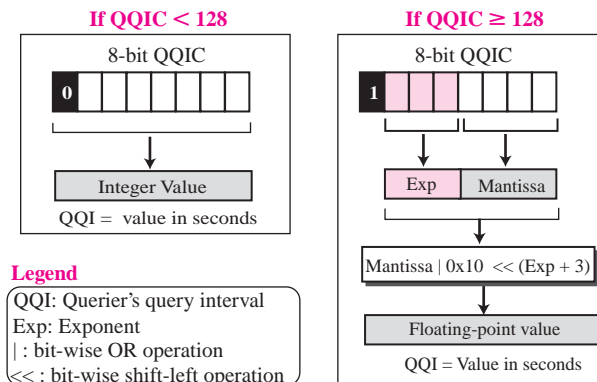 If QQIC < 128
8-bit QQIC
0
Integer Value
QQI = value in seconds
If QQIC ≥ 128
8-bit QQIC
1
Exp Mantissa
Mantissa | 0x10 << (Exp + 3)
Floating-point value
QQI = Value in seconds
Legend
QQI: Querier's query interval
Exp: Exponent
| : bit-wise OR operation
<< : bit-wise shift-left operation